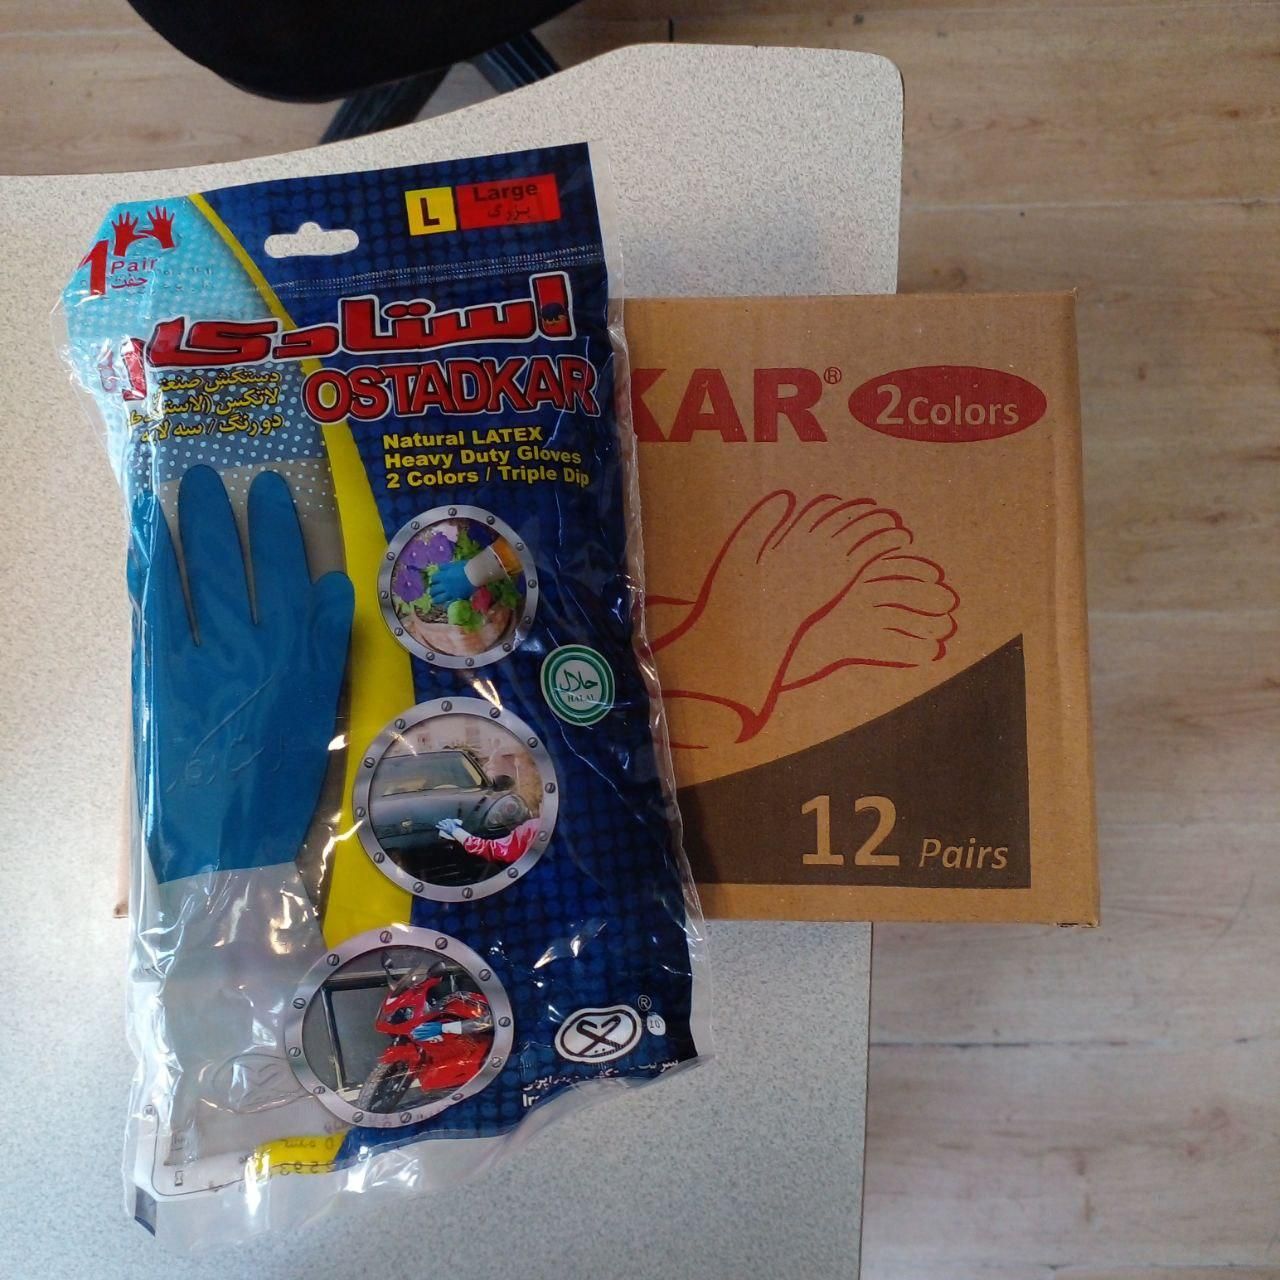 L
Large
بزرگ
1
Pair
جفت
استادکار
OSTADKAR
دستکش صنعتی
لاتکس
دو رنگ / سه لایه
Natural LATEX
Heavy Duty Gloves
2 Colors / Triple Dip
حلال
HALAL
®
KAR®
2Colors
12 Pairs